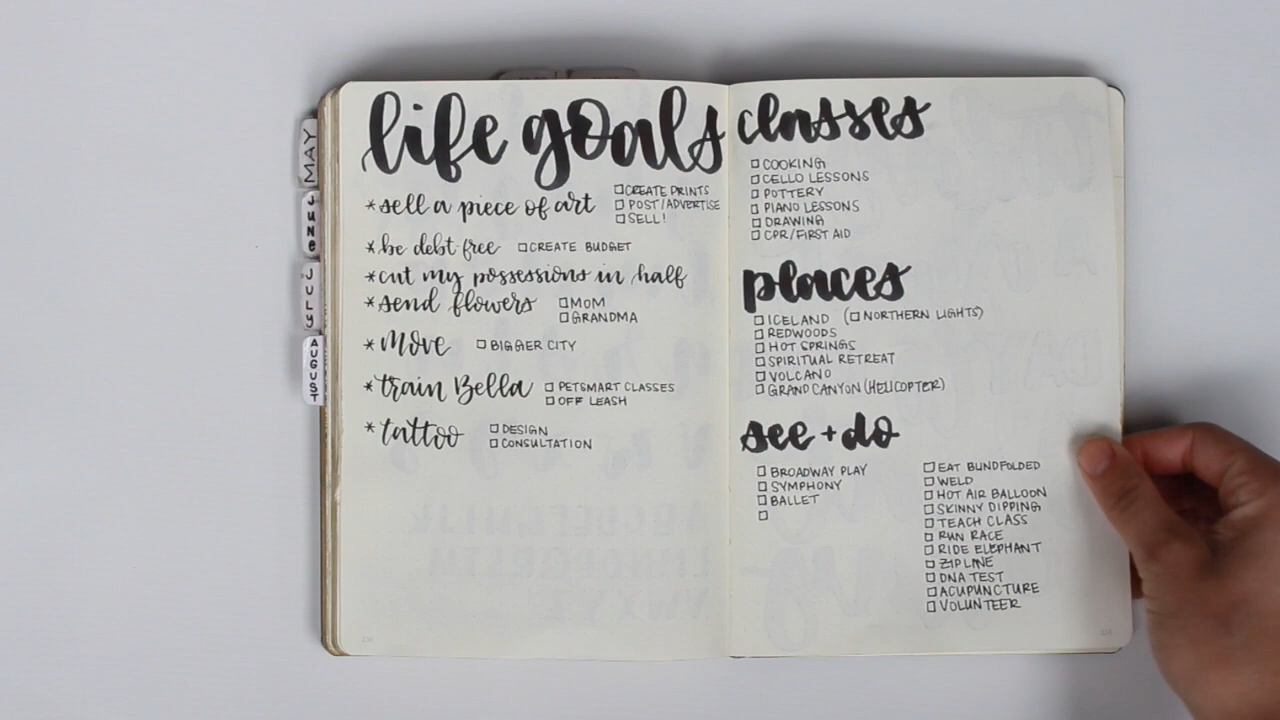 MAY
JUNE
JULY
AUGUST
life goals
*sell a piece of art
□ CREATE PRINTS
□ POST/ADVERTISE
□ SELL!
*be debt free □ CREATE BUDGET
*cut my possessions in half
*send flowers □ MOM
□ GRANDMA
*move □ BIGGER CITY
*train Bella □ PETSMART CLASSES
□ OFF LEASH
*tattoo □ DESIGN
□ CONSULTATION
classes
□ COOKING
□ CELLO LESSONS
□ POTTERY
□ PIANO LESSONS
□ DRAWING
□ CPR/FIRST AID
places
□ ICELAND (□ NORTHERN LIGHTS)
□ REDWOODS
□ HOT SPRINGS
□ SPIRITUAL RETREAT
□ VOLCANO
□ GRAND CANYON (HELICOPTER)
see + do
□ BROADWAY PLAY
□ SYMPHONY
□ BALLET
□
□ EAT BLINDFOLDED
□ WELD
□ HOT AIR BALLOON
□ SKINNY DIPPING
□ TEACH CLASS
□ RUN RACE
□ RIDE ELEPHANT
□ ZIPLINE
□ DNA TEST
□ ACUPUNCTURE
□ VOLUNTEER